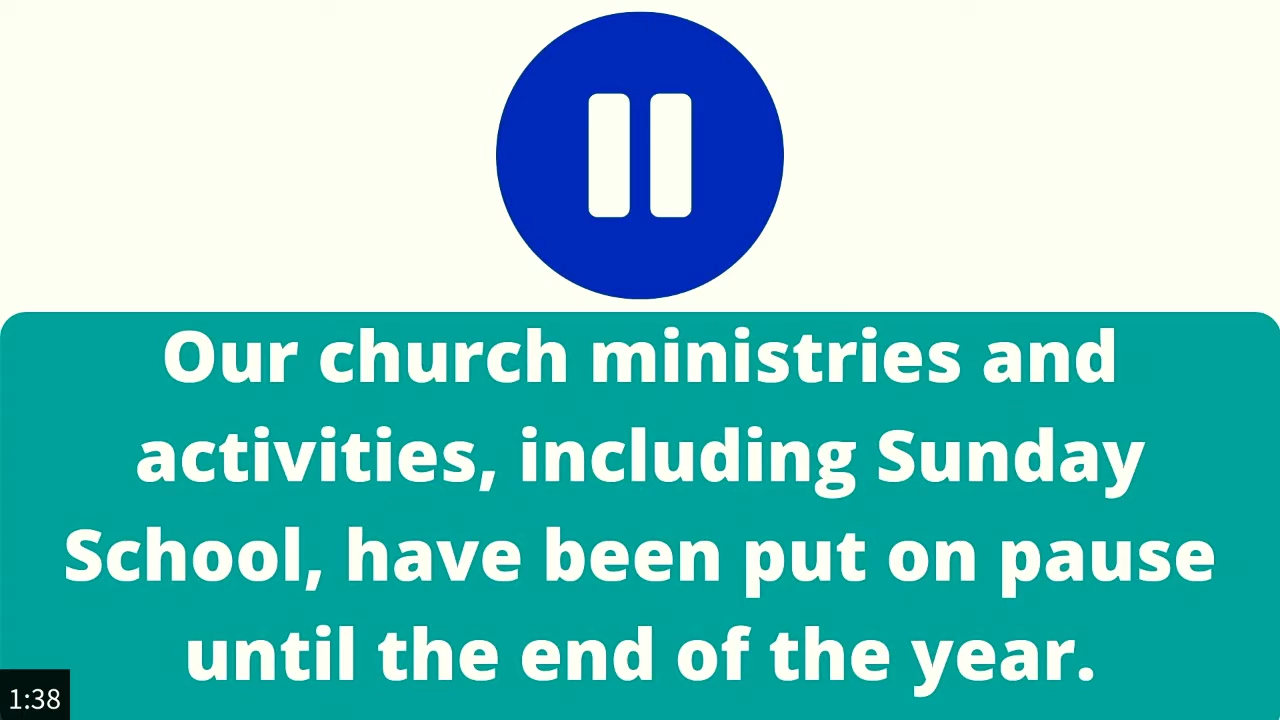 Our church ministries and
activities, including Sunday
School, have been put on pause
until the end of the year.
1:38